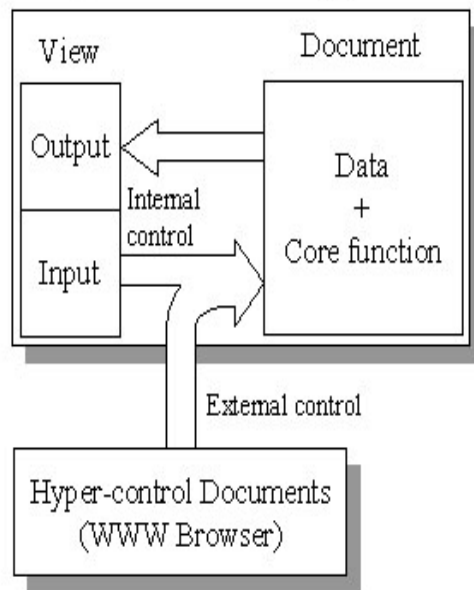 View
Document
Output
Data
+
Core function
Internal
control
Input
External control
Hyper-control Documents
(WWW Browser)